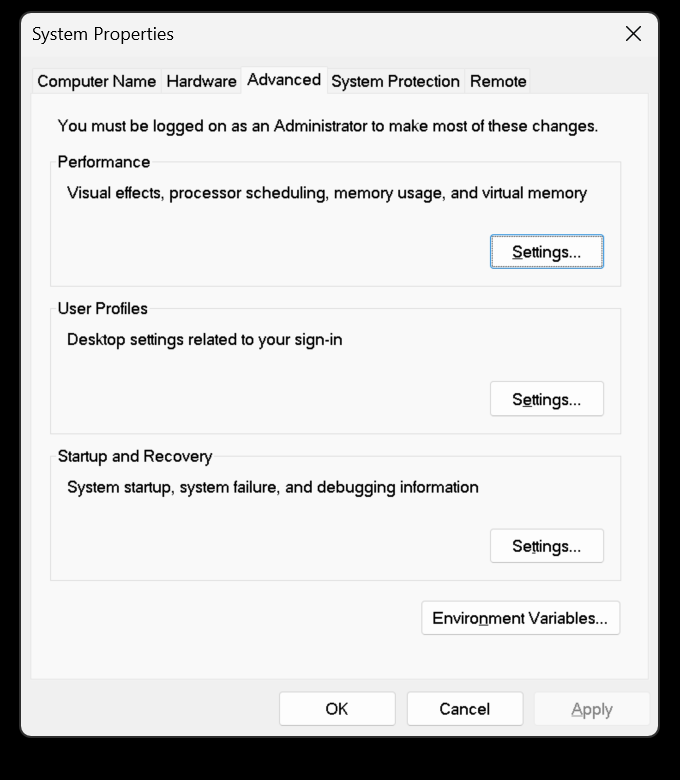 System Properties
Computer Name Hardware Advanced System Protection Remote
You must be logged on as an Administrator to make most of these changes.
Performance
Visual effects, processor scheduling, memory usage, and virtual memory
Settings...
User Profiles
Desktop settings related to your sign-in
Settings...
Startup and Recovery
System startup, system failure, and debugging information
Settings...
Environment Variables...
OK Cancel Apply